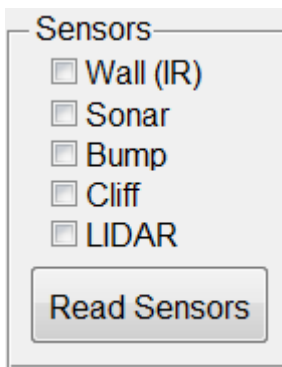 Sensors
Wall (IR)
Sonar
Bump
Cliff
LIDAR
Read Sensors